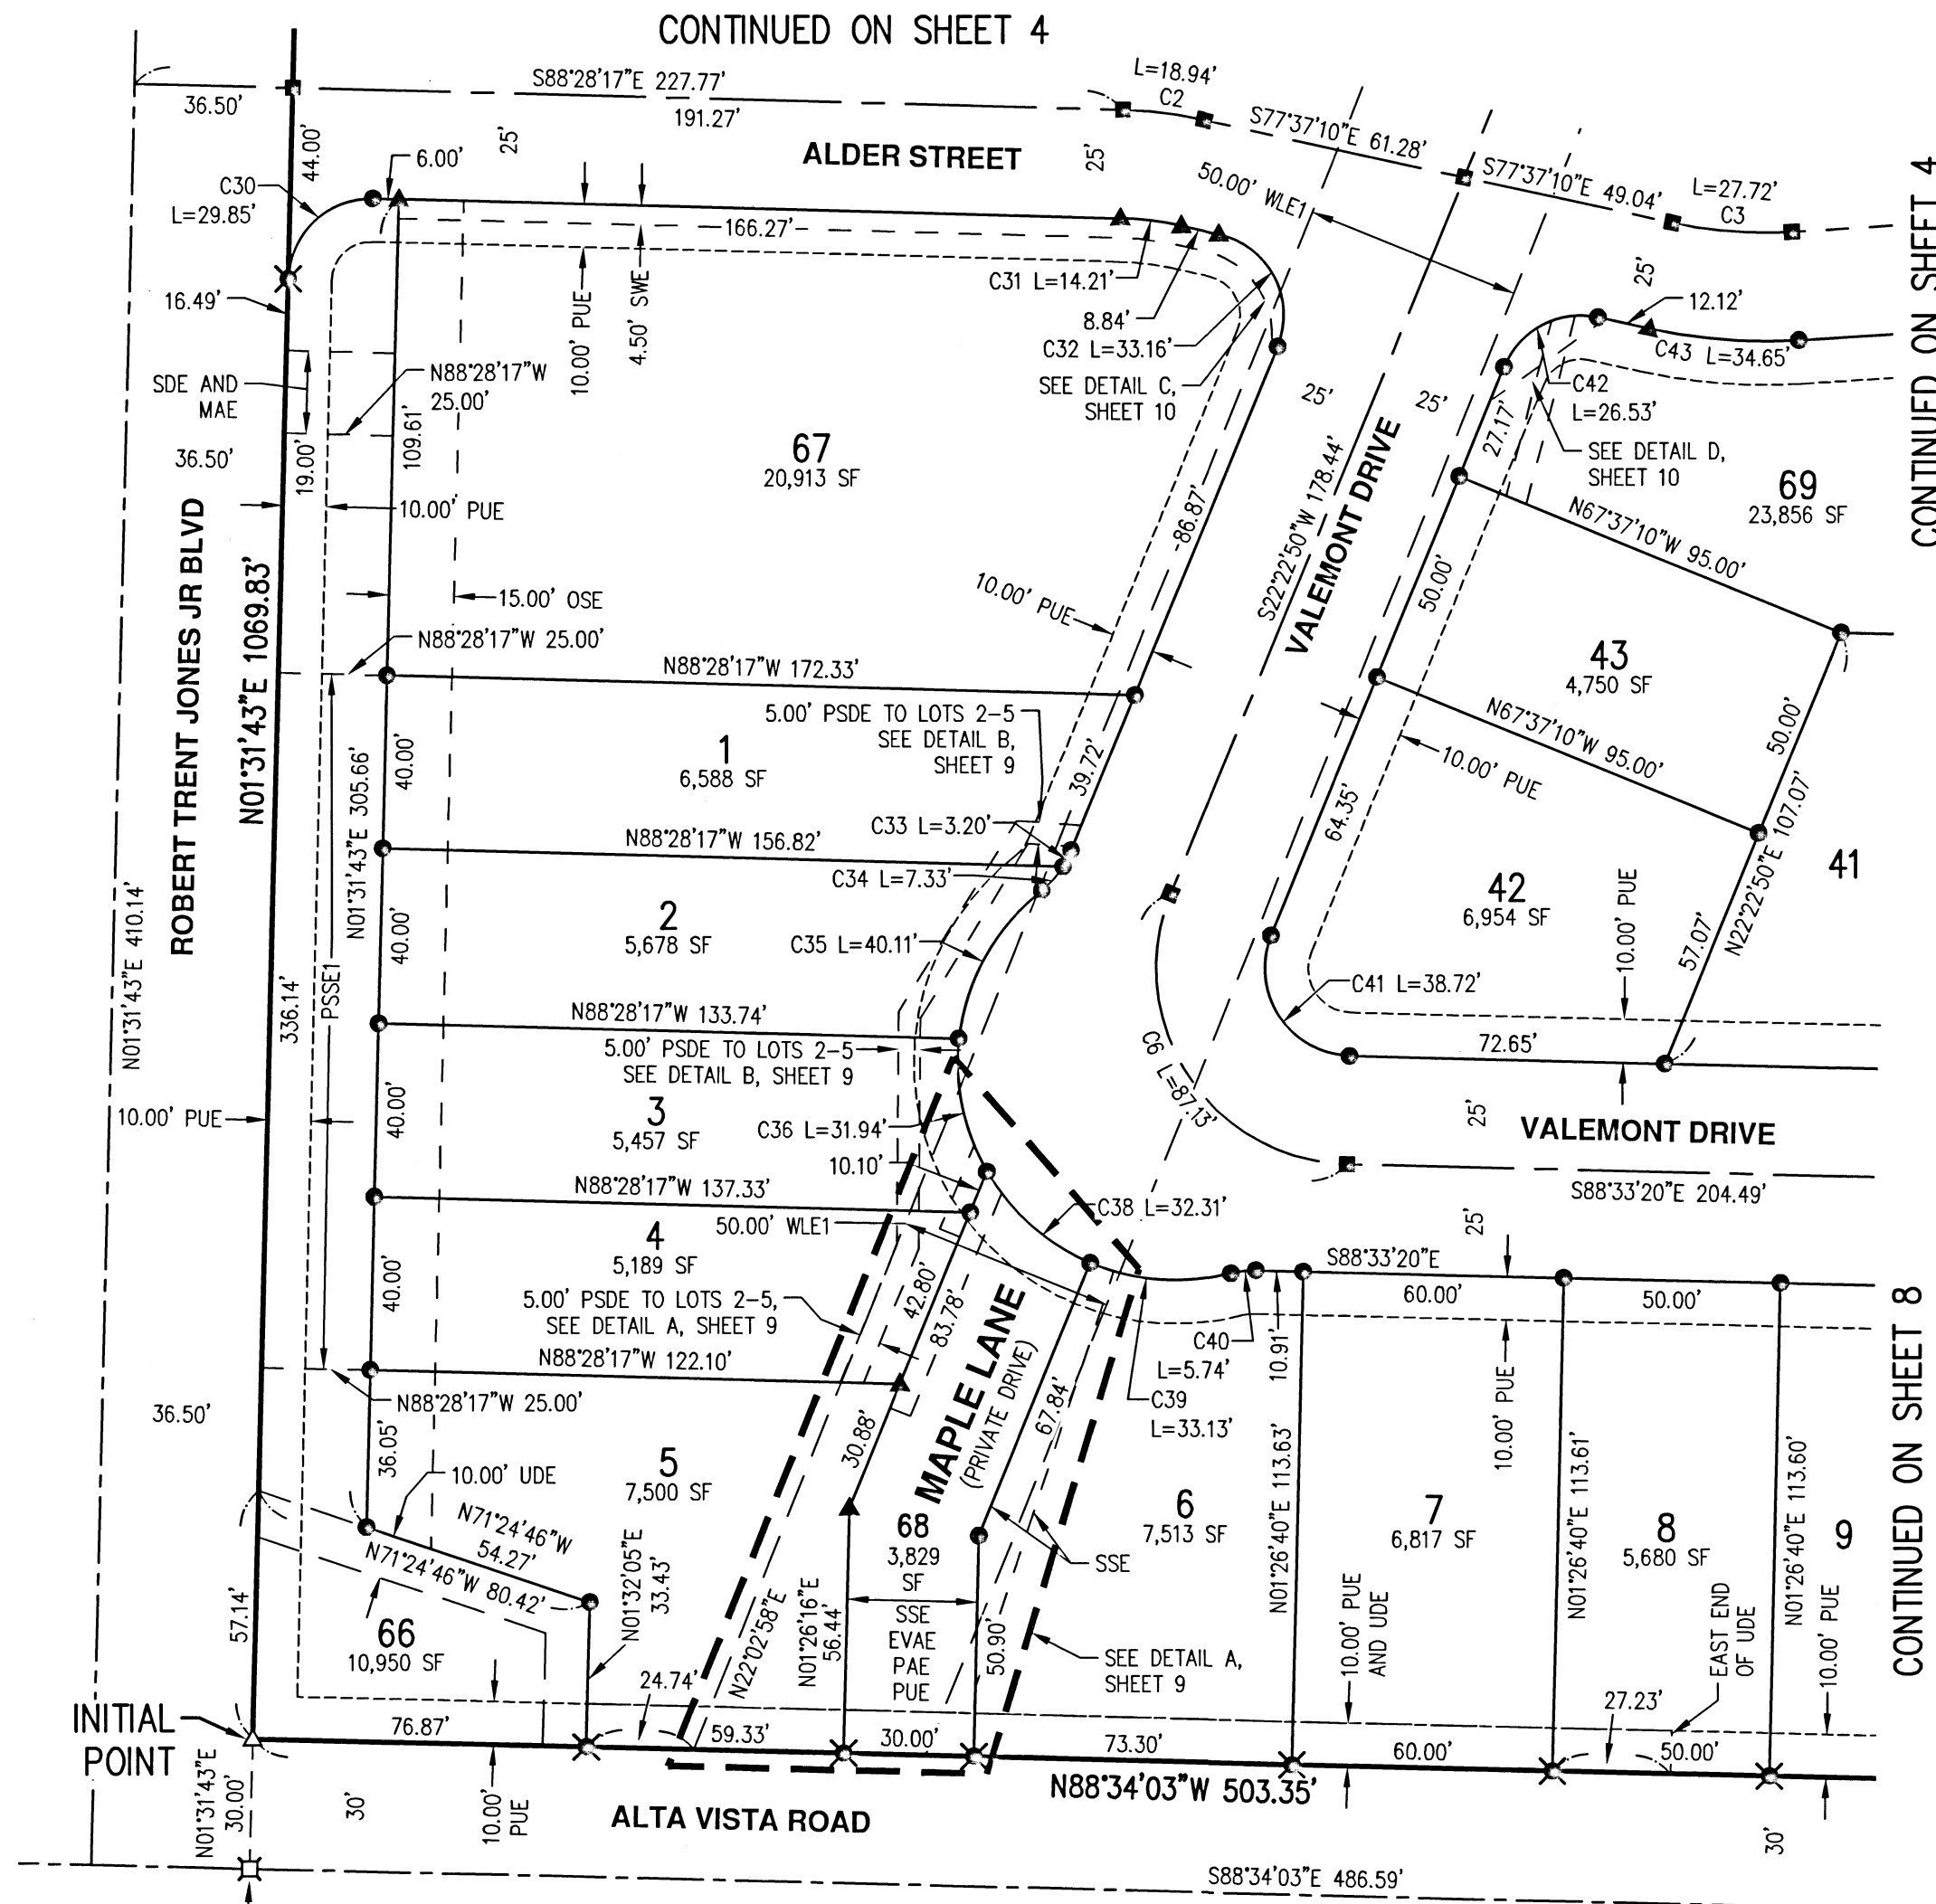 CONTINUED ON SHEET 4
S88°28'17"E 227.77'
36.50'
191.27'
L=18.94'
C2
S77°37'10"E 61.28'
S77°37'10"E 49.04'
L=27.72'
C3
CONTINUED ON SHEET 4
44.00'
6.00'
25'
ALDER STREET
25'
50.00' WLE1
C30
L=29.85'
166.27'
C31 L=14.21'
8.84'
C32 L=33.16'
SEE DETAIL C,
SHEET 10
25'
12.12'
C43 L=34.65'
C42
L=26.53'
SEE DETAIL D,
SHEET 10
16.49'
10.00' PUE
4.50' SWE
SDE AND
MAE
N88°28'17"W
25.00'
36.50'
19.00'
109.61'
67
20,913 SF
25'
25'
27.17'
69
23,856 SF
10.00' PUE
86.87'
S22°22'50"W 178.44'
VALEMONT DRIVE
N67°37'10"W 95.00'
ROBERT TRENT JONES JR BLVD
N01°31'43"E 1069.83'
15.00' OSE
10.00' PUE
50.00'
N88°28'17"W 25.00'
N88°28'17"W 172.33'
43
4,750 SF
5.00' PSDE TO LOTS 2-5
SEE DETAIL B,
SHEET 9
1
6,588 SF
40.00'
N01°31'43"E 305.66'
39.72'
N67°37'10"W 95.00'
10.00' PUE
50.00'
64.35'
N22°22'50"E 107.07'
C33 L=3.20'
N88°28'17"W 156.82'
C34 L=7.33'
41
42
6,954 SF
10.00' PUE
57.07'
2
5,678 SF
40.00'
C35 L=40.11'
N01°31'43"E 410.14'
336.14'
PSSE1
C41 L=38.72'
N88°28'17"W 133.74'
5.00' PSDE TO LOTS 2-5
SEE DETAIL B, SHEET 9
72.65'
C6 L=87.13'
25'
VALEMONT DRIVE
10.00' PUE
40.00'
3
5,457 SF
C36 L=31.94'
10.10'
N88°28'17"W 137.33'
50.00' WLE1
C38 L=32.31'
S88°33'20"E 204.49'
25'
4
5,189 SF
40.00'
5.00' PSDE TO LOTS 2-5,
SEE DETAIL A, SHEET 9
42.80'
83.78'
S88°33'20"E
60.00'
50.00'
C40
L=5.74'
10.91'
C39
L=33.13'
10.00' PUE
N88°28'17"W 122.10'
N88°28'17"W 25.00'
36.50'
MAPLE LANE
(PRIVATE DRIVE)
67.84'
30.88'
36.05'
5
7,500 SF
10.00' UDE
N71°24'46"W
54.27'
N71°24'46"W 80.42'
N01°32'05"E
33.43'
68
3,829
SF
SSE
EVAE
PAE
PUE
SSE
6
7,513 SF
N01°26'40"E 113.63'
7
6,817 SF
N01°26'40"E 113.61'
8
5,680 SF
N01°26'40"E 113.60'
9
CONTINUED ON SHEET 8
57.14'
66
10,950 SF
N22°02'58"E
N01°26'16"E
56.44'
50.90'
SEE DETAIL A,
SHEET 9
10.00' PUE
AND UDE
EAST END
OF UDE
10.00' PUE
24.74'
27.23'
INITIAL
POINT
76.87'
59.33'
30.00'
73.30'
60.00'
50.00'
N88°34'03"W 503.35'
N01°31'43"E
30.00'
30'
10.00'
PUE
ALTA VISTA ROAD
30'
S88°34'03"E 486.59'